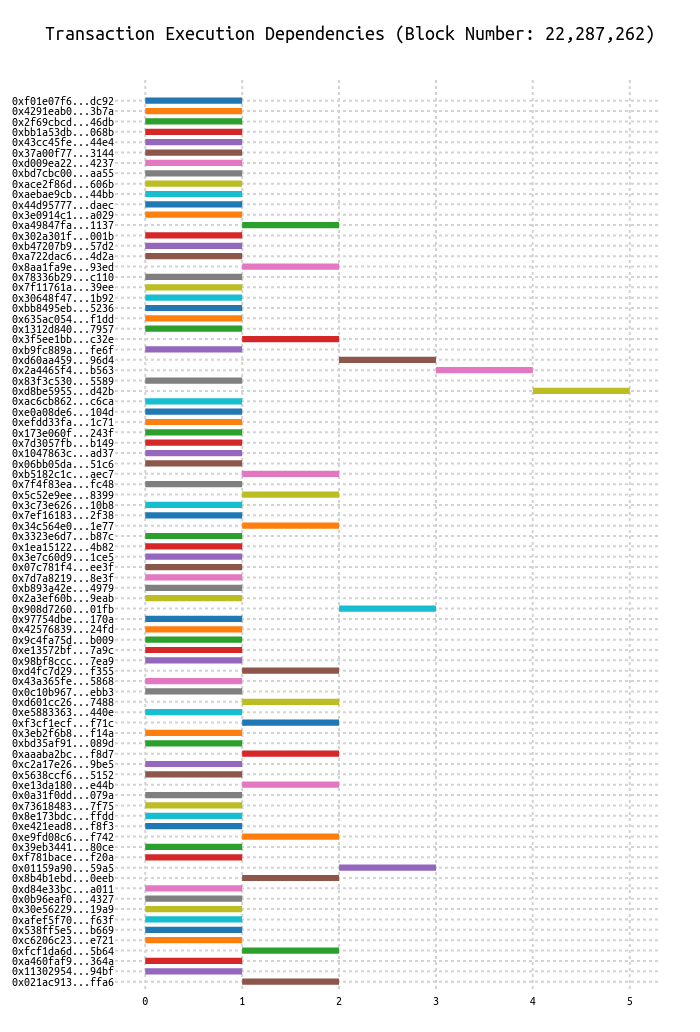 Transaction Execution Dependencies (Block Number: 22,287,262)
0xf01e07f6...dc92
0x4291eab0...3b7a
0x2f69cbcd...46db
0xbb1a53db...068b
0x43cc45fe...44e4
0x37a00f77...3144
0xd009ea22...4237
0xbd7cbc00...aa55
0xace2f86d...606b
0xaebae9cb...44bb
0x44d95777...daec
0x3e0914c1...a029
0xa49847fa...1137
0x302a301f...001b
0xb47207b9...57d2
0xa722dac6...4d2a
0x8aa1fa9e...93ed
0x78336b29...c110
0x7f11761a...39ee
0x30648f47...1b92
0xbb8495eb...5236
0x635ac054...f1dd
0x1312d840...7957
0x3f5ee1bb...c32e
0xb9fc889a...fe6f
0xd60aa459...96d4
0x2a4465f4...b563
0x83f3c530...5589
0xd8be5955...d42b
0xac6cb862...c6ca
0xe0a08de6...104d
0xefdd33fa...1c71
0x173e060f...243f
0x7d3057fb...b149
0x1047863c...ad37
0x06bb05da...51c6
0xb5182c1c...aec7
0x7f4f83ea...fc48
0x5c52e9ee...8399
0x3c73e626...10b8
0x7ef16183...2f38
0x34c564e0...1e77
0x3323e6d7...b87c
0x1ea15122...4b82
0x3e7c60d9...1ce5
0x07c781f4...ee3f
0x7d7a8219...8e3f
0xb893a42e...4979
0x2a3ef60b...9eab
0x908d7260...01fb
0x97754dbe...170a
0x42576839...24fd
0x9c4fa75d...b009
0xe13572bf...7a9c
0x98bf8ccc...7ea9
0xd4fc7d29...f355
0x43a365fe...5868
0x0c10b967...ebb3
0xd601cc26...7488
0xe5883363...440e
0xf3cf1ecf...f71c
0x3eb2f6b8...f14a
0xbd35af91...089d
0xaaaba2bc...f8d7
0xc2a17e26...9be5
0x5638ccf6...5152
0xe13da180...e44b
0x0a31f0dd...079a
0x73618483...7f75
0x8e173bdc...ffdd
0xe421ead8...f8f3
0xe9fd08c6...f742
0x39eb3441...80ce
0xf781bace...f20a
0x01159a90...59a5
0x8b4b1ebd...0eeb
0xd84e33bc...a011
0x0b96eaf0...4327
0x30e56229...19a9
0xafef5f70...f63f
0x538ff5e5...b669
0xc6206c23...e721
0xfcf1da6d...5b64
0xa460faf9...364a
0x11302954...94bf
0x021ac913...ffa6
0 1 2 3 4 5